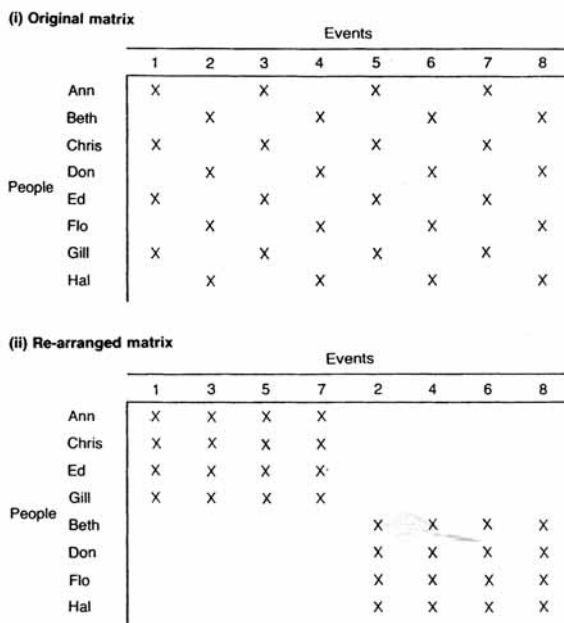 (i) Original matrix
Events
1 2 3 4 5 6 7 8
Ann X X X X
Beth X X X X
Chris X X X X
Don X X X X
People
Ed X X X X
Flo X X X X
Gill X X X X
Hal X X X X
(ii) Re-arranged matrix
Events
1 3 5 7 2 4 6 8
Ann X X X X
Chris X X X X
Ed X X X X
Gill X X X X
People
Beth X X X X
Don X X X X
Flo X X X X
Hal X X X X